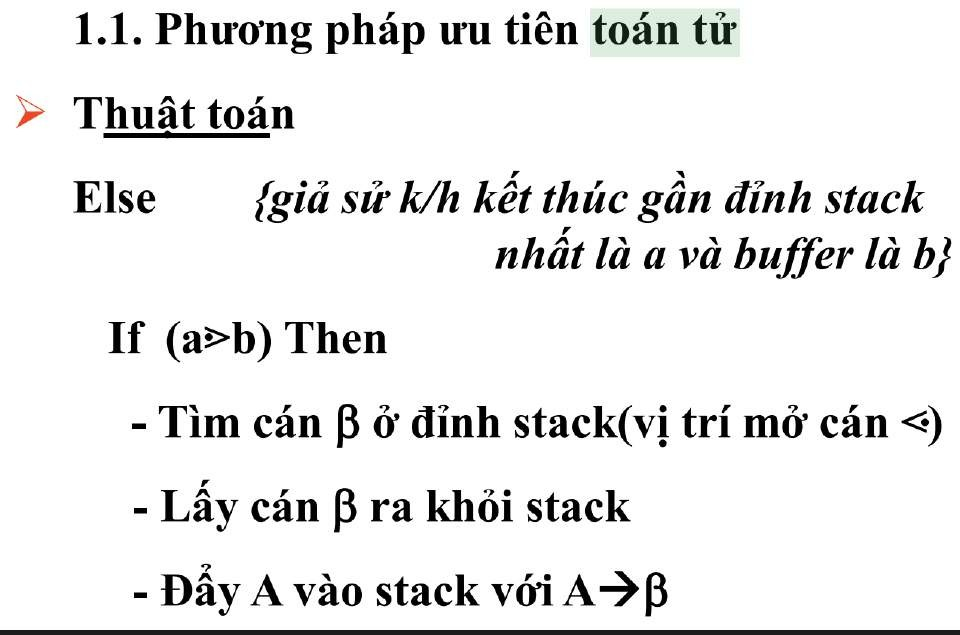 1.1. Phương pháp ưu tiên toán tử
➢ Thuật toán
Else {giả sử k/h kết thúc gần đỉnh stack
nhất là a và buffer là b}
If (a⋗b) Then
- Tìm cán β ở đỉnh stack(vị trí mở cán ⋖)
- Lấy cán β ra khỏi stack
- Đẩy A vào stack với A→β